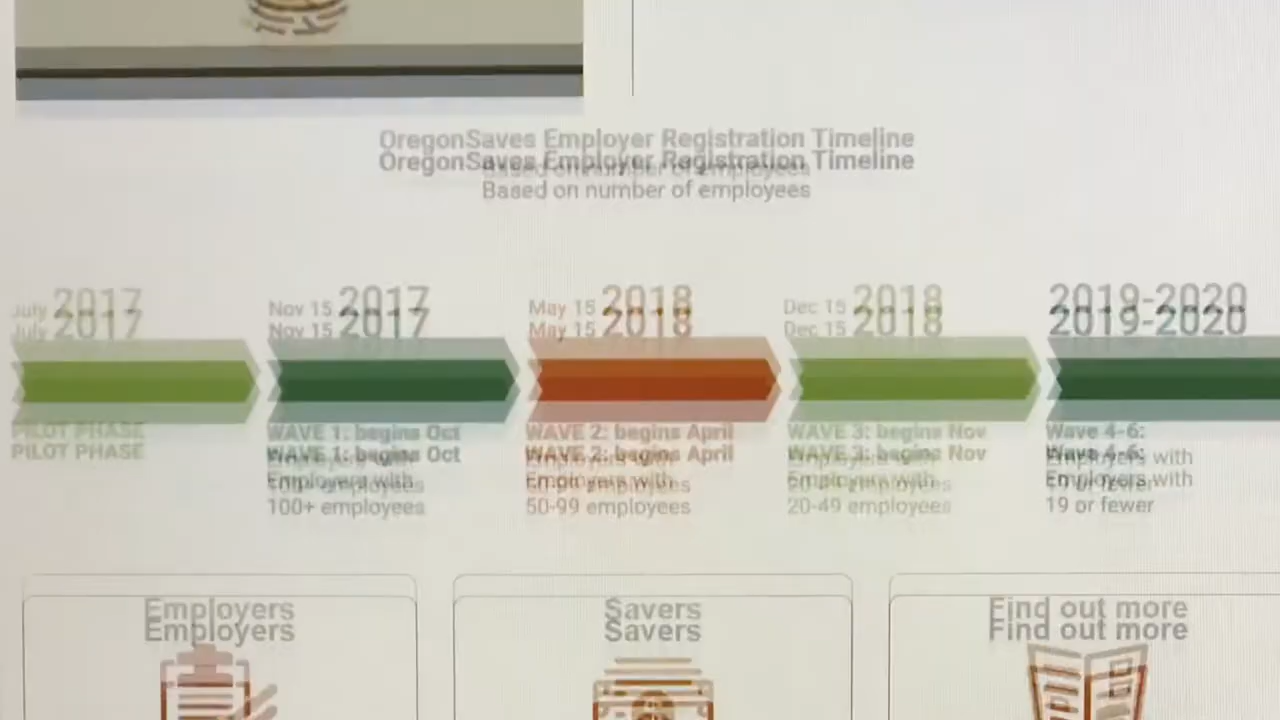 OregonSaves Employer Registration Timeline
Based on number of employees
July 2017
Nov 15 2017
May 15 2018
Dec 15 2018
2019-2020
PILOT PHASE
WAVE 1: begins Oct
Employers with
100+ employees
WAVE 2: begins April
Employers with
50-99 employees
WAVE 3: begins Nov
Employers with
20-49 employees
Wave 4-6:
Employers with
19 or fewer
Employers
Savers
Find out more